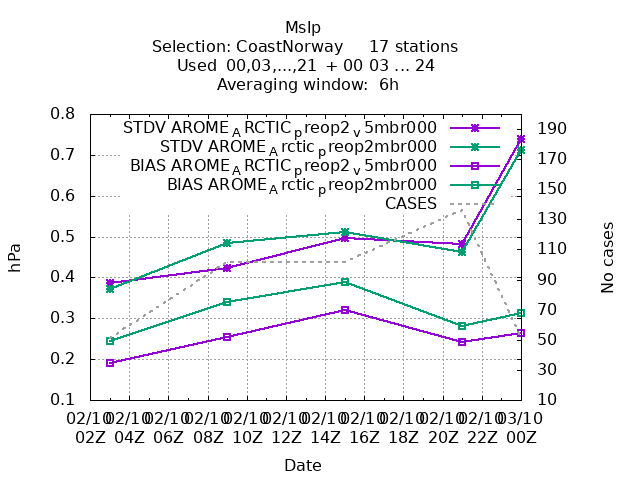 Mslp
Selection: CoastNorway 17 stations
Used 00,03,...,21 + 00 03 ... 24
Averaging window: 6h
STDV AROME_ARCTIC_preop2_v5mbr000
STDV AROME_Arctic_preop2mbr000
BIAS AROME_ARCTIC_preop2_v5mbr000
BIAS AROME_Arctic_preop2mbr000
CASES
0.8
0.7
0.6
0.5
0.4
0.3
0.2
0.1
hPa
190
170
150
130
110
90
70
50
30
10
No cases
02/10 02/10 02/10 02/10 02/10 02/10 02/10 02/10 02/10 02/10 02/10 03/10
02Z 04Z 06Z 08Z 10Z 12Z 14Z 16Z 18Z 20Z 22Z 00Z
Date